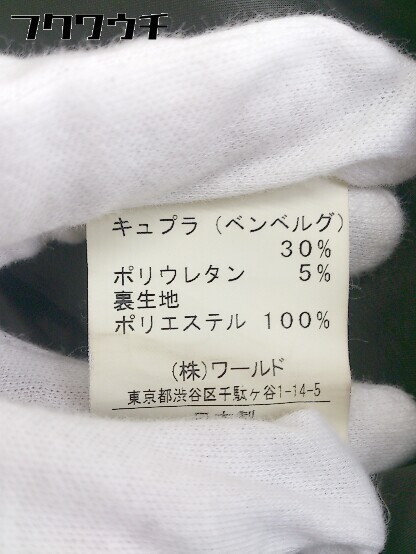 フクワウチ
キュプラ（ベンベルグ）
30％
ポリウレタン 5％
裏生地
ポリエステル 100％
(株)ワールド
東京都渋谷区千駄ヶ谷1-14-5